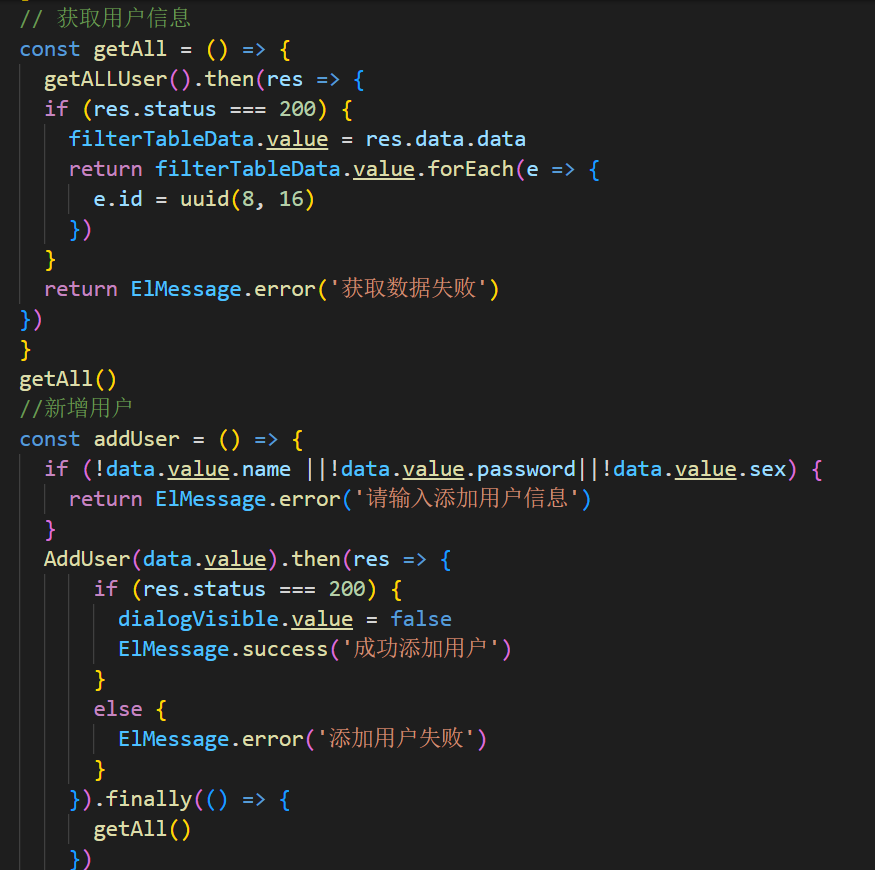 // 获取用户信息
const getAll = () => {
  getALLUser().then(res => {
  if (res.status === 200) {
    filterTableData.value = res.data.data
    return filterTableData.value.forEach(e => {
      e.id = uuid(8, 16)
    })
  }
  return ElMessage.error('获取数据失败')
})
}
getAll()
//新增用户
const addUser = () => {
  if (!data.value.name ||!data.value.password||!data.value.sex) {
    return ElMessage.error('请输入添加用户信息')
  }
  AddUser(data.value).then(res => {
      if (res.status === 200) {
        dialogVisible.value = false
        ElMessage.success('成功添加用户')
      }
      else {
        ElMessage.error('添加用户失败')
      }
    }).finally(() => {
      getAll()
    })